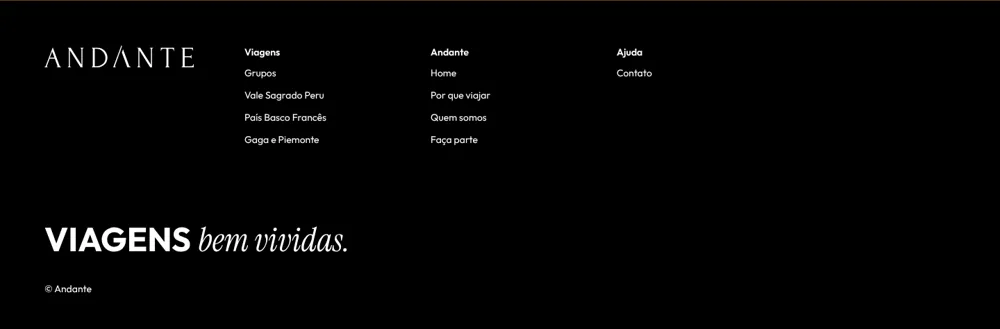 ANDANTE
Viagens
Grupos
Vale Sagrado Peru
País Basco Francês
Gaga e Piemonte
Andante
Home
Por que viajar
Quem somos
Faça parte
Ajuda
Contato
VIAGENS bem vividas.
© Andante